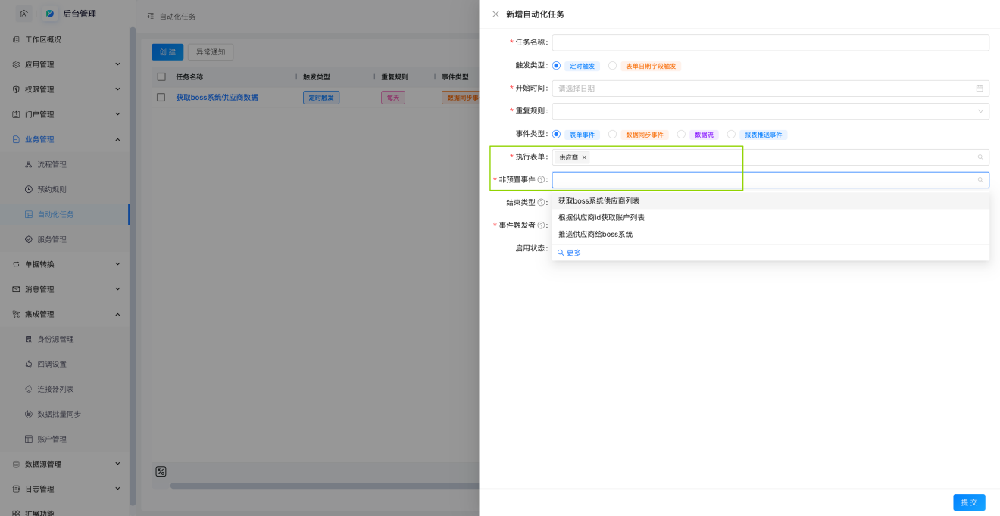 后台管理
工作区概况
应用管理
权限管理
门户管理
业务管理
流程管理
预约规则
自动化任务
服务管理
单据转换
消息管理
集成管理
身份源管理
回调设置
连接器列表
数据批量同步
账户管理
数据源管理
日志管理
扩展功能
自动化任务
创 建 异常通知
任务名称 触发类型 重复规则 事件类型
获取boss系统供应商数据 定时触发 每天 数据同步事
新增自动化任务
* 任务名称:
触发类型: 定时触发 表单日期字段触发
* 开始时间: 请选择日期
* 重复规则:
事件类型: 表单事件 数据同步事件 数据流 报表推送事件
* 执行表单: 供应商 ×
* 非预置事件 ? :
结束类型 ? :
* 事件触发者 ? :
启用状态:
获取boss系统供应商列表
根据供应商id获取账户列表
推送供应商给boss系统
更多
提 交